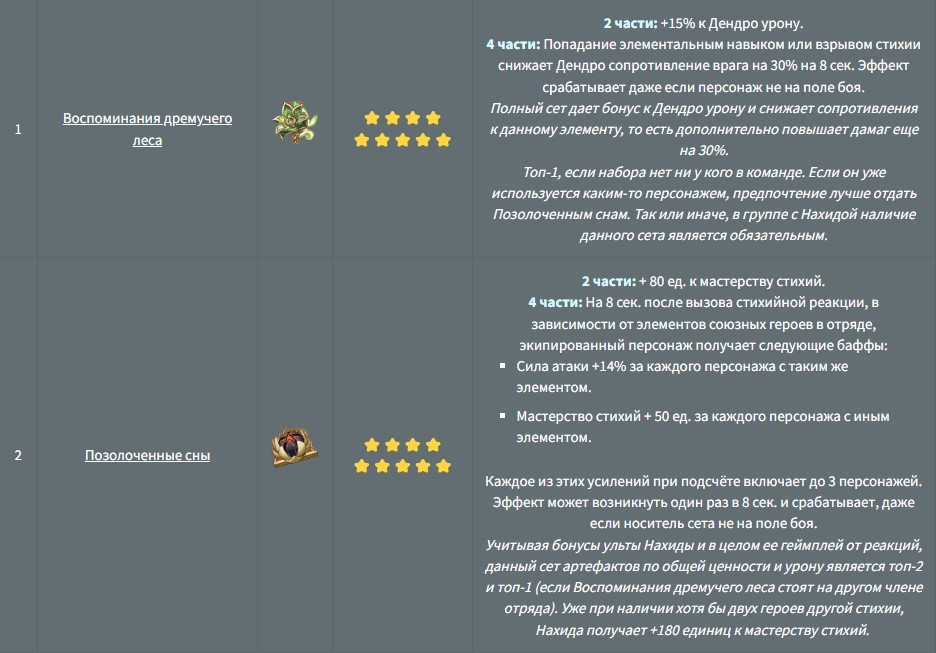 2 части: +15% к Дендро урону.
4 части: Попадание элементальным навыком или взрывом стихии
снижает Дендро сопротивление врага на 30% на 8 сек. Эффект
срабатывает даже если персонаж не на поле боя.
Полный сет дает бонус к Дендро урону и снижает сопротивления
к данному элементу, то есть дополнительно повышает дамаг еще
на 30%.
Топ-1, если набора нет ни у кого в команде. Если он уже
используется каким-то персонажем, предпочтение лучше отдать
Позолоченным снам. Так или иначе, в группе с Нахидой наличие
данного сета является обязательным.
1
Воспоминания дремучего
леса
2 части: + 80 ед. к мастерству стихий.
4 части: На 8 сек. после вызова стихийной реакции, в
зависимости от элементов союзных героев в отряде,
экипированный персонаж получает следующие баффы:
Сила атаки +14% за каждого персонажа с таким же
элементом.
Мастерство стихий + 50 ед. за каждого персонажа с иным
элементом.
2
Позолоченные сны
Каждое из этих усилений при подсчёте включает до 3 персонажей.
Эффект может возникнуть один раз в 8 сек. и срабатывает, даже
если носитель сета не на поле боя.
Учитывая бонусы ульты Нахиды и в целом ее геймплей от реакций,
данный сет артефактов по общей ценности и урону является топ-2
и топ-1 (если Воспоминания дремучего леса стоят на другом члене
отряда). Уже при наличии хотя бы двух героев другой стихии,
Нахида получает +180 единиц к мастерству стихий.